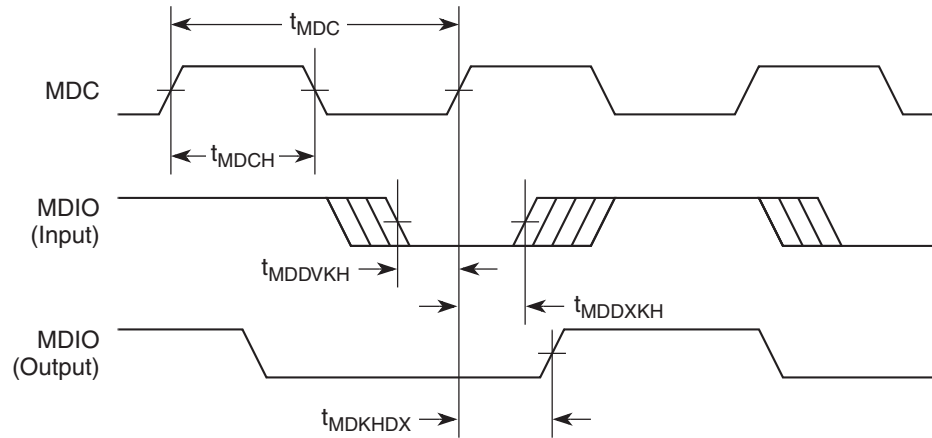 tMDC
MDC
tMDCH
MDIO
(Input)
tMDDVKH
tMDDXKH
MDIO
(Output)
tMDKHDX